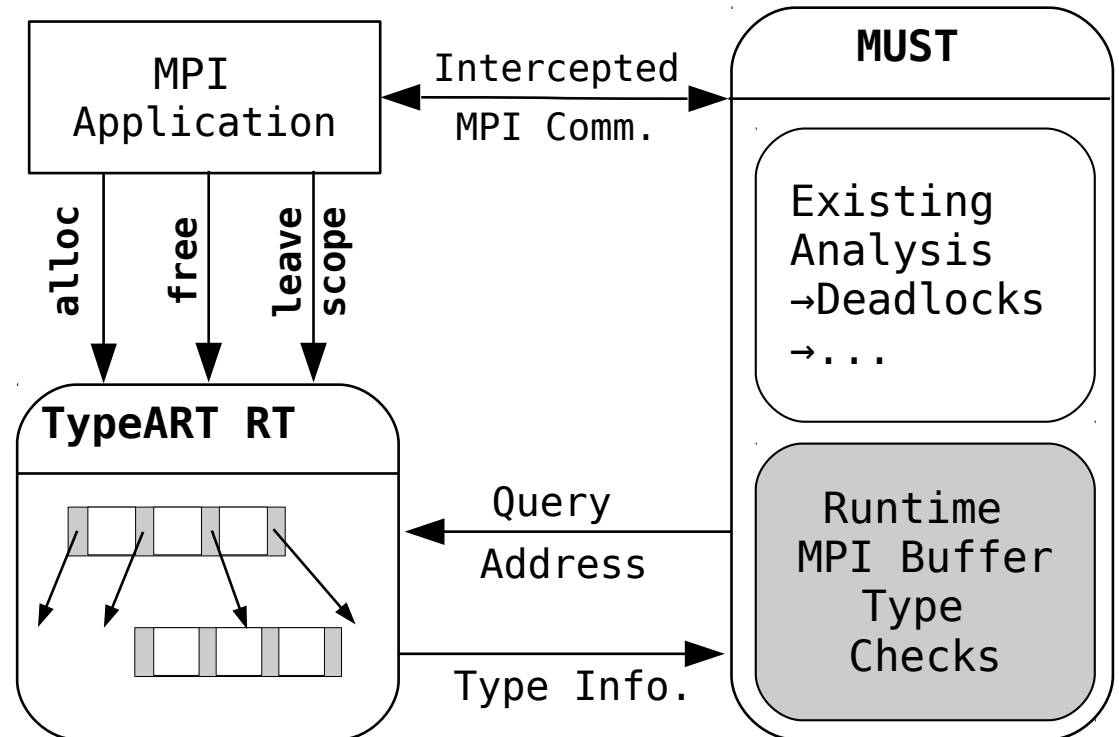 MPI
Application
Intercepted
MPI Comm.
MUST
Existing
Analysis
→Deadlocks
→...
alloc
free
leave
scope
TypeART RT
Query
Address
Type Info.
Runtime
MPI Buffer
Type
Checks